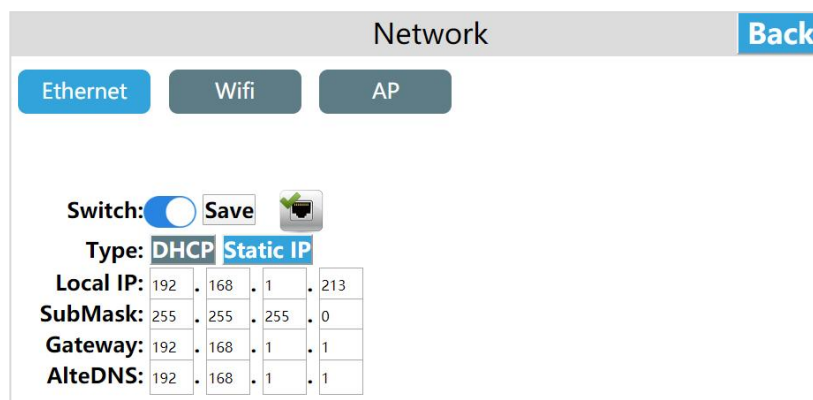 Network Back
Ethernet Wifi AP
Switch: Save
Type: DHCP Static IP
Local IP: 192 . 168 . 1 . 213
SubMask: 255 . 255 . 255 . 0
Gateway: 192 . 168 . 1 . 1
AlteDNS: 192 . 168 . 1 . 1